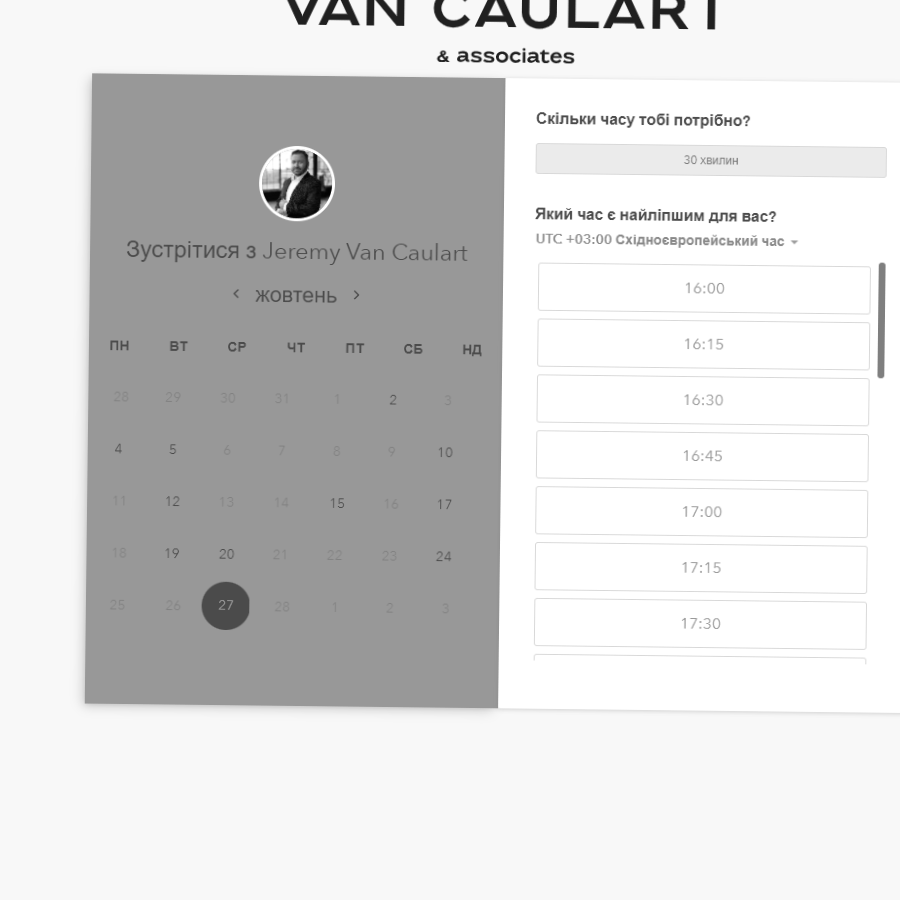 VAN CAULART
& associates
Зустрітися з Jeremy Van Caulart
жовтень
ПН ВТ СР ЧТ ПТ СБ НД
28 29 30 31 1 2 3
4 5 6 7 8 9 10
11 12 13 14 15 16 17
18 19 20 21 22 23 24
25 26 27 28 1 2 3
Скільки часу тобі потрібно?
30 хвилин
Який час є найліпшим для вас?
UTC +03:00 Східноєвропейський час
16:00
16:15
16:30
16:45
17:00
17:15
17:30